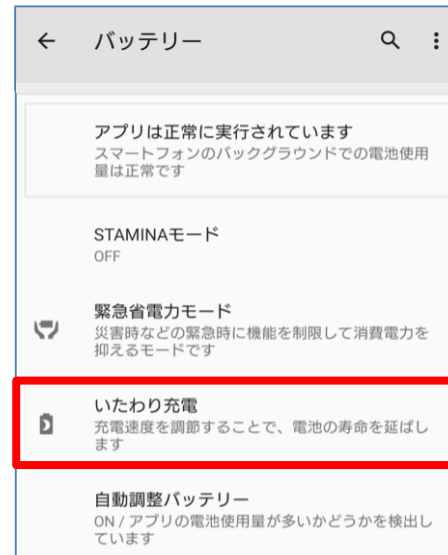 バッテリー
アプリは正常に実行されています
スマートフォンのバックグラウンドでの電池使用
量は正常です
STAMINAモード
OFF
緊急省電力モード
災害時などの緊急時に機能を制限して消費電力を
抑えるモードです
いたわり充電
充電速度を調節することで、電池の寿命を延ばし
ます
自動調整バッテリー
ON / アプリの電池使用量が多いかどうかを検出し
ています